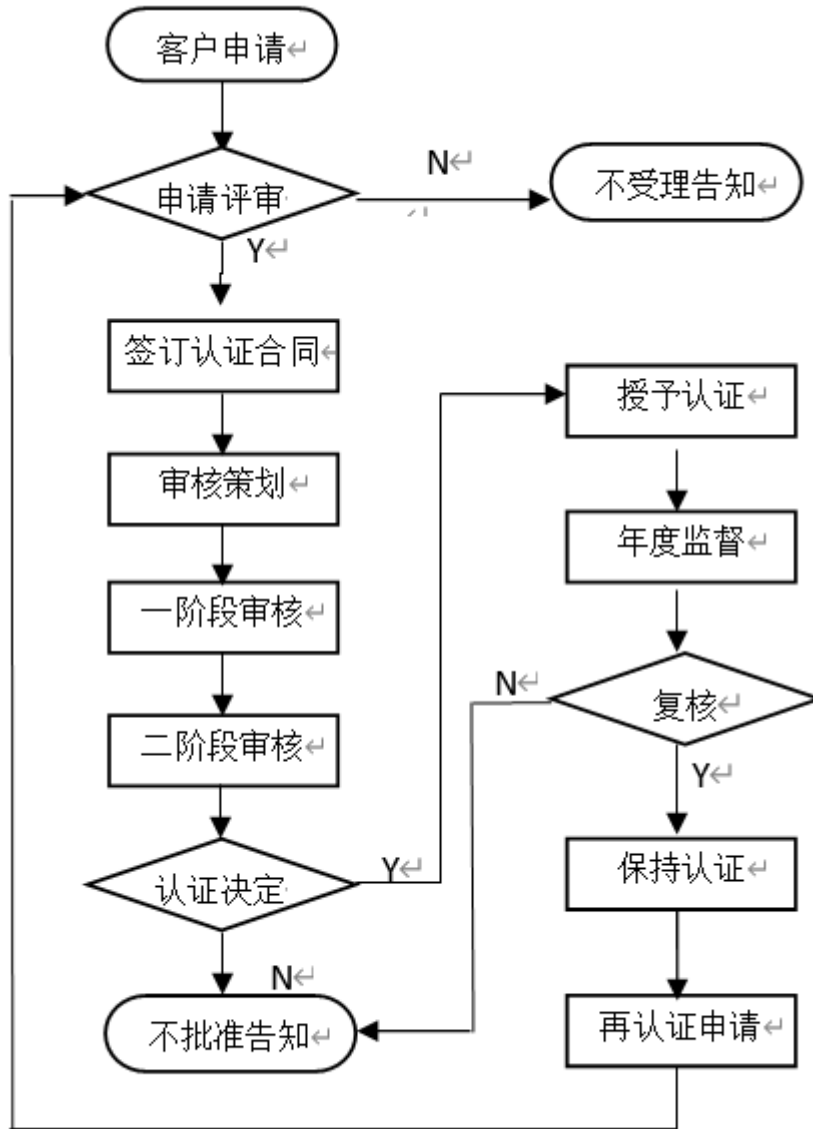 客户申请
申请评审
N
不受理告知
Y
签订认证合同
审核策划
一阶段审核
二阶段审核
认证决定
Y
N
不批准告知
授予认证
年度监督
复核
N
Y
保持认证
再认证申请